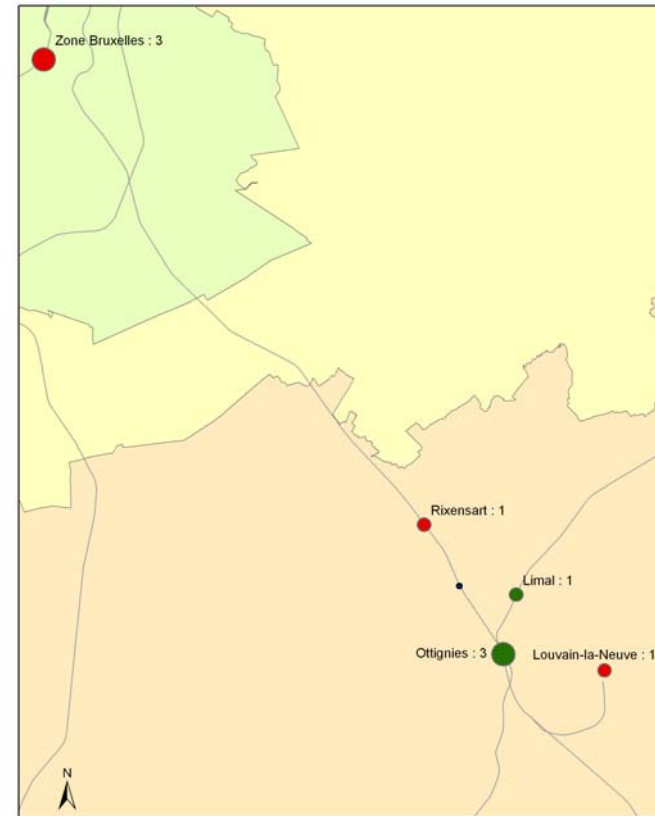 Zone Bruxelles : 3
Rixensart : 1
Limal : 1
Ottignies : 3
Louvain-la-Neuve : 1
N